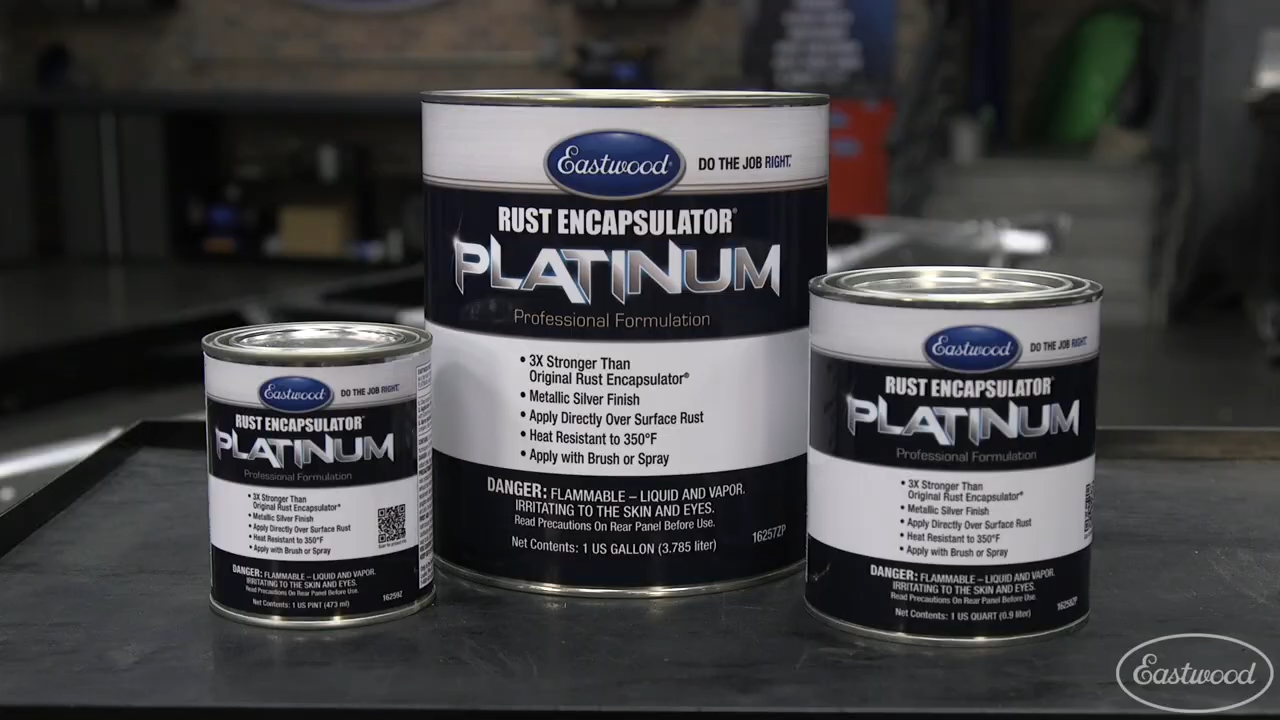 Eastwood
DO THE JOB RIGHT.
RUST ENCAPSULATOR®
PLATINUM
Professional Formulation
• 3X Stronger Than
Original Rust Encapsulator®
• Metallic Silver Finish
• Apply Directly Over Surface Rust
• Heat Resistant to 350°F
• Apply with Brush or Spray
DANGER: FLAMMABLE – LIQUID AND VAPOR.
IRRITATING TO THE SKIN AND EYES.
Read Precautions On Rear Panel Before Use.
Net Contents: 1 US PINT (473 ml)
16259Z
Eastwood
DO THE JOB RIGHT.
RUST ENCAPSULATOR®
PLATINUM
Professional Formulation
• 3X Stronger Than
Original Rust Encapsulator®
• Metallic Silver Finish
• Apply Directly Over Surface Rust
• Heat Resistant to 350°F
• Apply with Brush or Spray
DANGER: FLAMMABLE – LIQUID AND VAPOR.
IRRITATING TO THE SKIN AND EYES.
Read Precautions On Rear Panel Before Use.
Net Contents: 1 US GALLON (3.785 liter)
16257ZP
Eastwood
DO THE JOB RIGHT.
RUST ENCAPSULATOR®
PLATINUM
Professional Formulation
• 3X Stronger Than
Original Rust Encapsulator®
• Metallic Silver Finish
• Apply Directly Over Surface Rust
• Heat Resistant to 350°F
• Apply with Brush or Spray
DANGER: FLAMMABLE – LIQUID AND VAPOR.
IRRITATING TO THE SKIN AND EYES.
Read Precautions On Rear Panel Before Use.
Net Contents: 1 US QUART (0.9 liter)
16258ZP
Eastwood